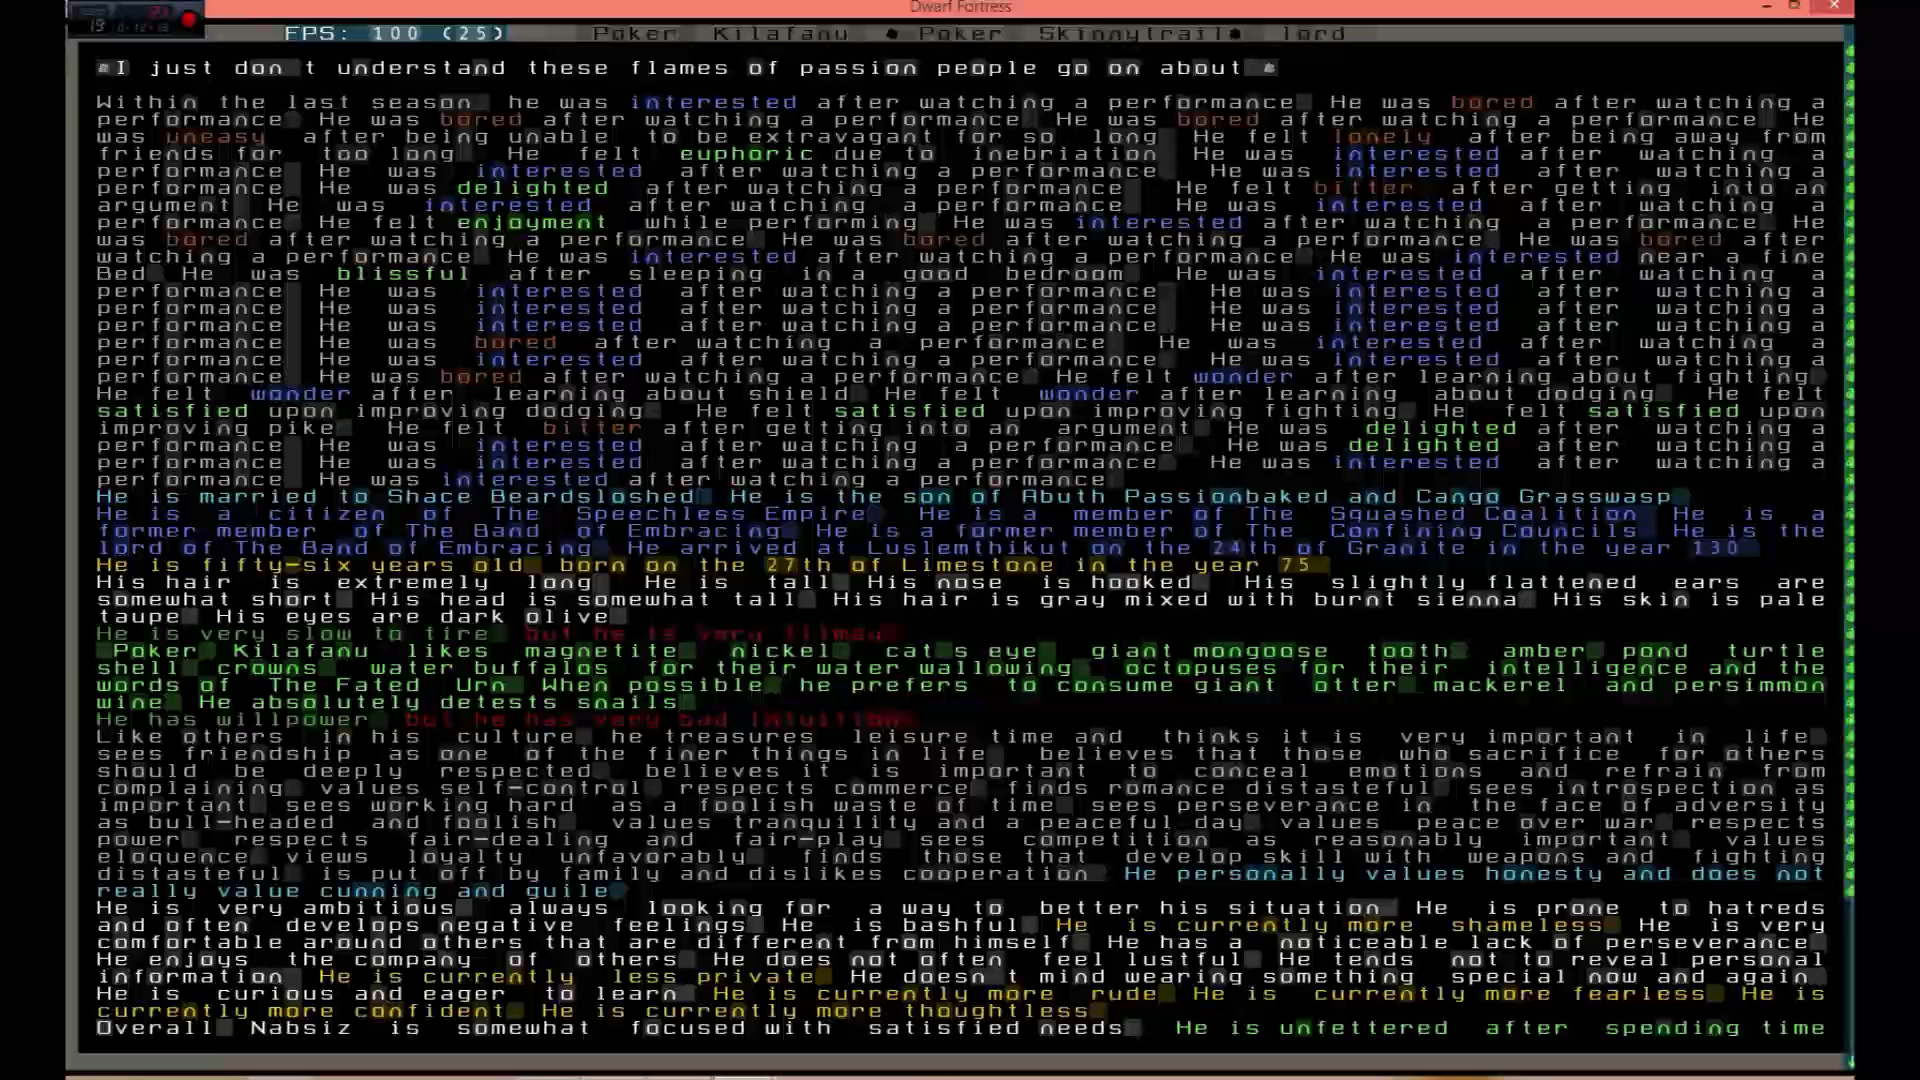 Dwarf Fortress
FPS: 100 (25) Poker Kilafanu Poker Skinnytrail lord
I just don t understand these flames of passion people go on about
Within the last season he was interested after watching a performance He was bored after watching a
performance He was bored after watching a performance He was bored after watching a performance He
was uneasy after being unable to be extravagant for so long He felt lonely after being away from
friends for too long He felt euphoric due to inebriation He was interested after watching a
performance He was interested after watching a performance He was interested after watching a
performance He was delighted after watching a performance He felt bitter after getting into an
argument He was interested after watching a performance He was interested after watching a
performance He felt enjoyment while performing He was interested after watching a performance He
was bored after watching a performance He was bored after watching a performance He was bored after
watching a performance He was interested after watching a performance He was interested near a fine
Bed He was blissful after sleeping in a good bedroom He was interested after watching a
performance He was interested after watching a performance He was interested after watching a
performance He was interested after watching a performance He was interested after watching a
performance He was interested after watching a performance He was interested after watching a
performance He was bored after watching a performance He was interested after watching a
performance He was interested after watching a performance He was interested after watching a
performance He was bored after watching a performance He felt wonder after learning about fighting
He felt wonder after learning about shield He felt wonder after learning about dodging He felt
satisfied upon improving dodging He felt satisfied upon improving fighting He felt satisfied upon
improving pike He felt bitter after getting into an argument He was delighted after watching a
performance He was interested after watching a performance He was delighted after watching a
performance He was interested after watching a performance He was interested after watching a
performance He was interested after watching a performance
He is married to Shace Beardsloshed He is the son of Abuth Passionbaked and Cango Grasswasp
He is a citizen of The Speechless Empire He is a member of The Squashed Coalition He is a
former member of The Band of Embracing He is a former member of The Confining Councils He is the
lord of The Band of Embracing He arrived at Luslemthikut on the 24th of Granite in the year 130
He is fifty-six years old born on the 27th of Limestone in the year 75
His hair is extremely long He is tall His nose is hooked His slightly flattened ears are
somewhat short His head is somewhat tall His hair is gray mixed with burnt sienna His skin is pale
taupe His eyes are dark olive
He is very slow to tire but he is very flimsy
Poker Kilafanu likes magnetite nickel cat s eye giant mongoose tooth amber pond turtle
shell crowns water buffalos for their water wallowing octopuses for their intelligence and the
words of The Fated Urn When possible he prefers to consume giant otter mackerel and persimmon
wine He absolutely detests snails
He has willpower but he has very bad intuition
Like others in his culture he treasures leisure time and thinks it is very important in life
sees friendship as one of the finer things in life believes that those who sacrifice for others
should be deeply respected believes it is important to conceal emotions and refrain from
complaining values self-control respects commerce finds romance distasteful sees introspection as
important sees working hard as a foolish waste of time sees perseverance in the face of adversity
as bull-headed and foolish values tranquility and a peaceful day values peace over war respects
power respects fair-dealing and fair-play sees competition as reasonably important values
eloquence views loyalty unfavorably finds those that develop skill with weapons and fighting
distasteful is put off by family and dislikes cooperation He personally values honesty and does not
really value cunning and guile
He is very ambitious always looking for a way to better his situation He is prone to hatreds
and often develops negative feelings He is bashful He is currently more shameless He is very
comfortable around others that are different from himself He has a noticeable lack of perseverance
He enjoys the company of others He does not often feel lustful He tends not to reveal personal
information He is currently less private He doesn t mind wearing something special now and again
He is curious and eager to learn He is currently more rude He is currently more fearless He is
currently more confident He is currently more thoughtless
Overall Nabsiz is somewhat focused with satisfied needs He is unfettered after spending time